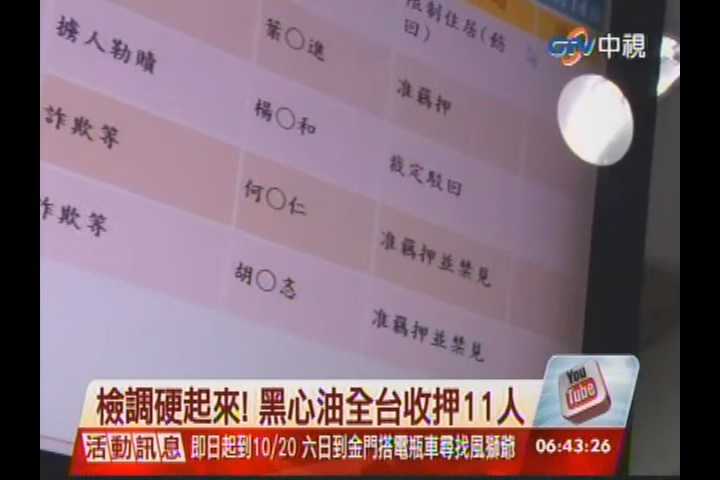 限制住居(飭
回)
中視
葉○進
准羈押
擄人勒贖
楊○和
裁定駁回
詐欺等
何○仁
准羈押並禁見
詐欺等
胡○
准羈押並禁見
檢調硬起來! 黑心油全台收押11人
You
Tube
活動訊息 即日起到10/20 六日到金門搭電瓶車尋找風獅爺 06:43:26